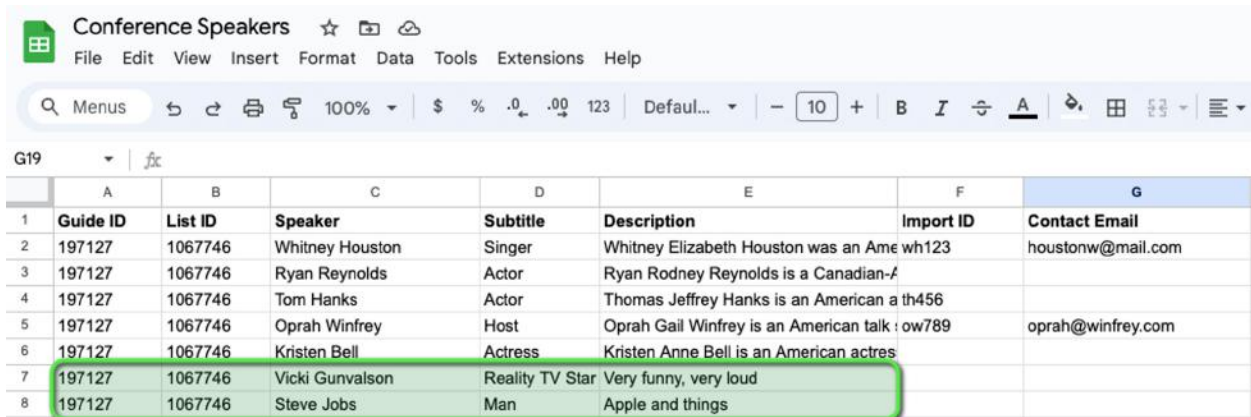 Conference Speakers
File Edit View Insert Format Data Tools Extensions Help
Menus 100% $ % .0 .00 123 Defaul... − 10 + B I A
G19 fx
A B C D E F G
1 Guide ID List ID Speaker Subtitle Description Import ID Contact Email
2 197127 1067746 Whitney Houston Singer Whitney Elizabeth Houston was an Ame wh123 houstonw@mail.com
3 197127 1067746 Ryan Reynolds Actor Ryan Rodney Reynolds is a Canadian-A
4 197127 1067746 Tom Hanks Actor Thomas Jeffrey Hanks is an American a th456
5 197127 1067746 Oprah Winfrey Host Oprah Gail Winfrey is an American talk ow789 oprah@winfrey.com
6 197127 1067746 Kristen Bell Actress Kristen Anne Bell is an American actres
7 197127 1067746 Vicki Gunvalson Reality TV Star Very funny, very loud
8 197127 1067746 Steve Jobs Man Apple and things